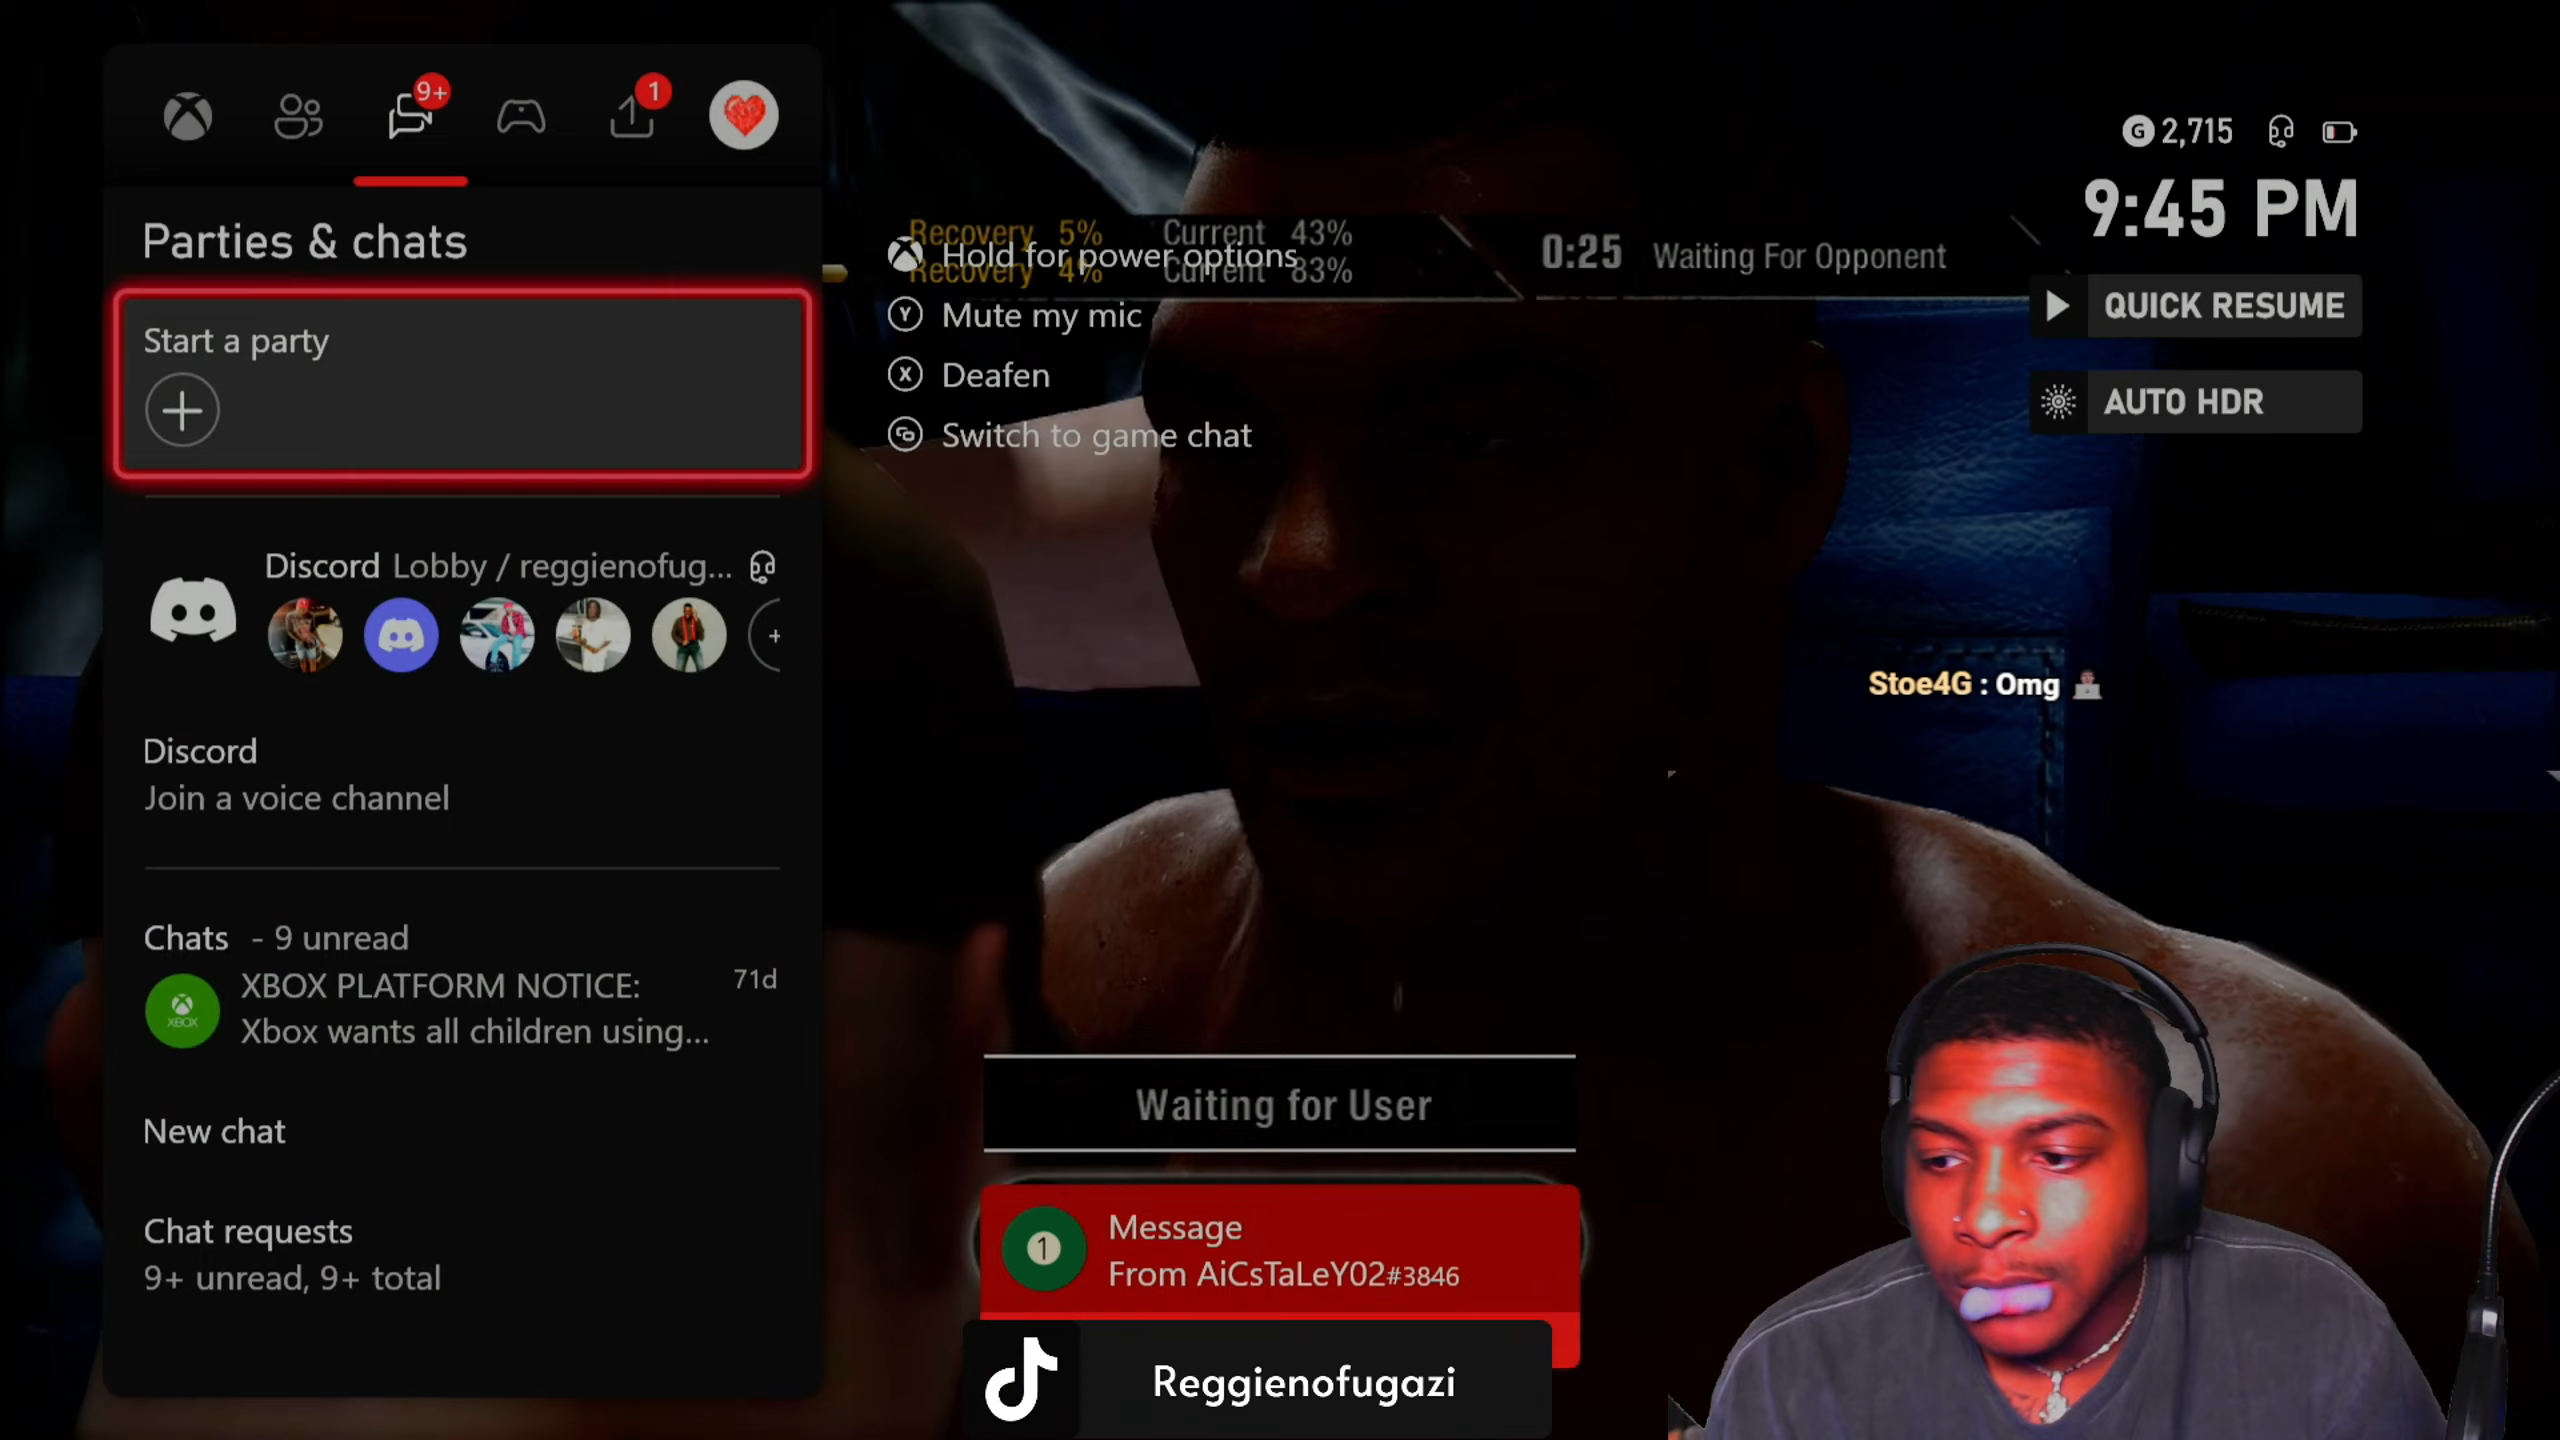 9+
1
Parties & chats
Start a party
Discord Lobby / reggienofug...
Discord
Join a voice channel
Chats - 9 unread
XBOX PLATFORM NOTICE: 71d
XBOX
Xbox wants all children using...
New chat
Chat requests
9+ unread, 9+ total
Recovery 5% Current 43%
Hold for power options
Recovery 4% Current 83%
Y Mute my mic
X Deafen
Switch to game chat
0:25 Waiting For Opponent
G 2,715
9:45 PM
QUICK RESUME
AUTO HDR
Stoe4G : Omg
Waiting for User
1
Message
From AiCsTaLeY02#3846
Reggienofugazi